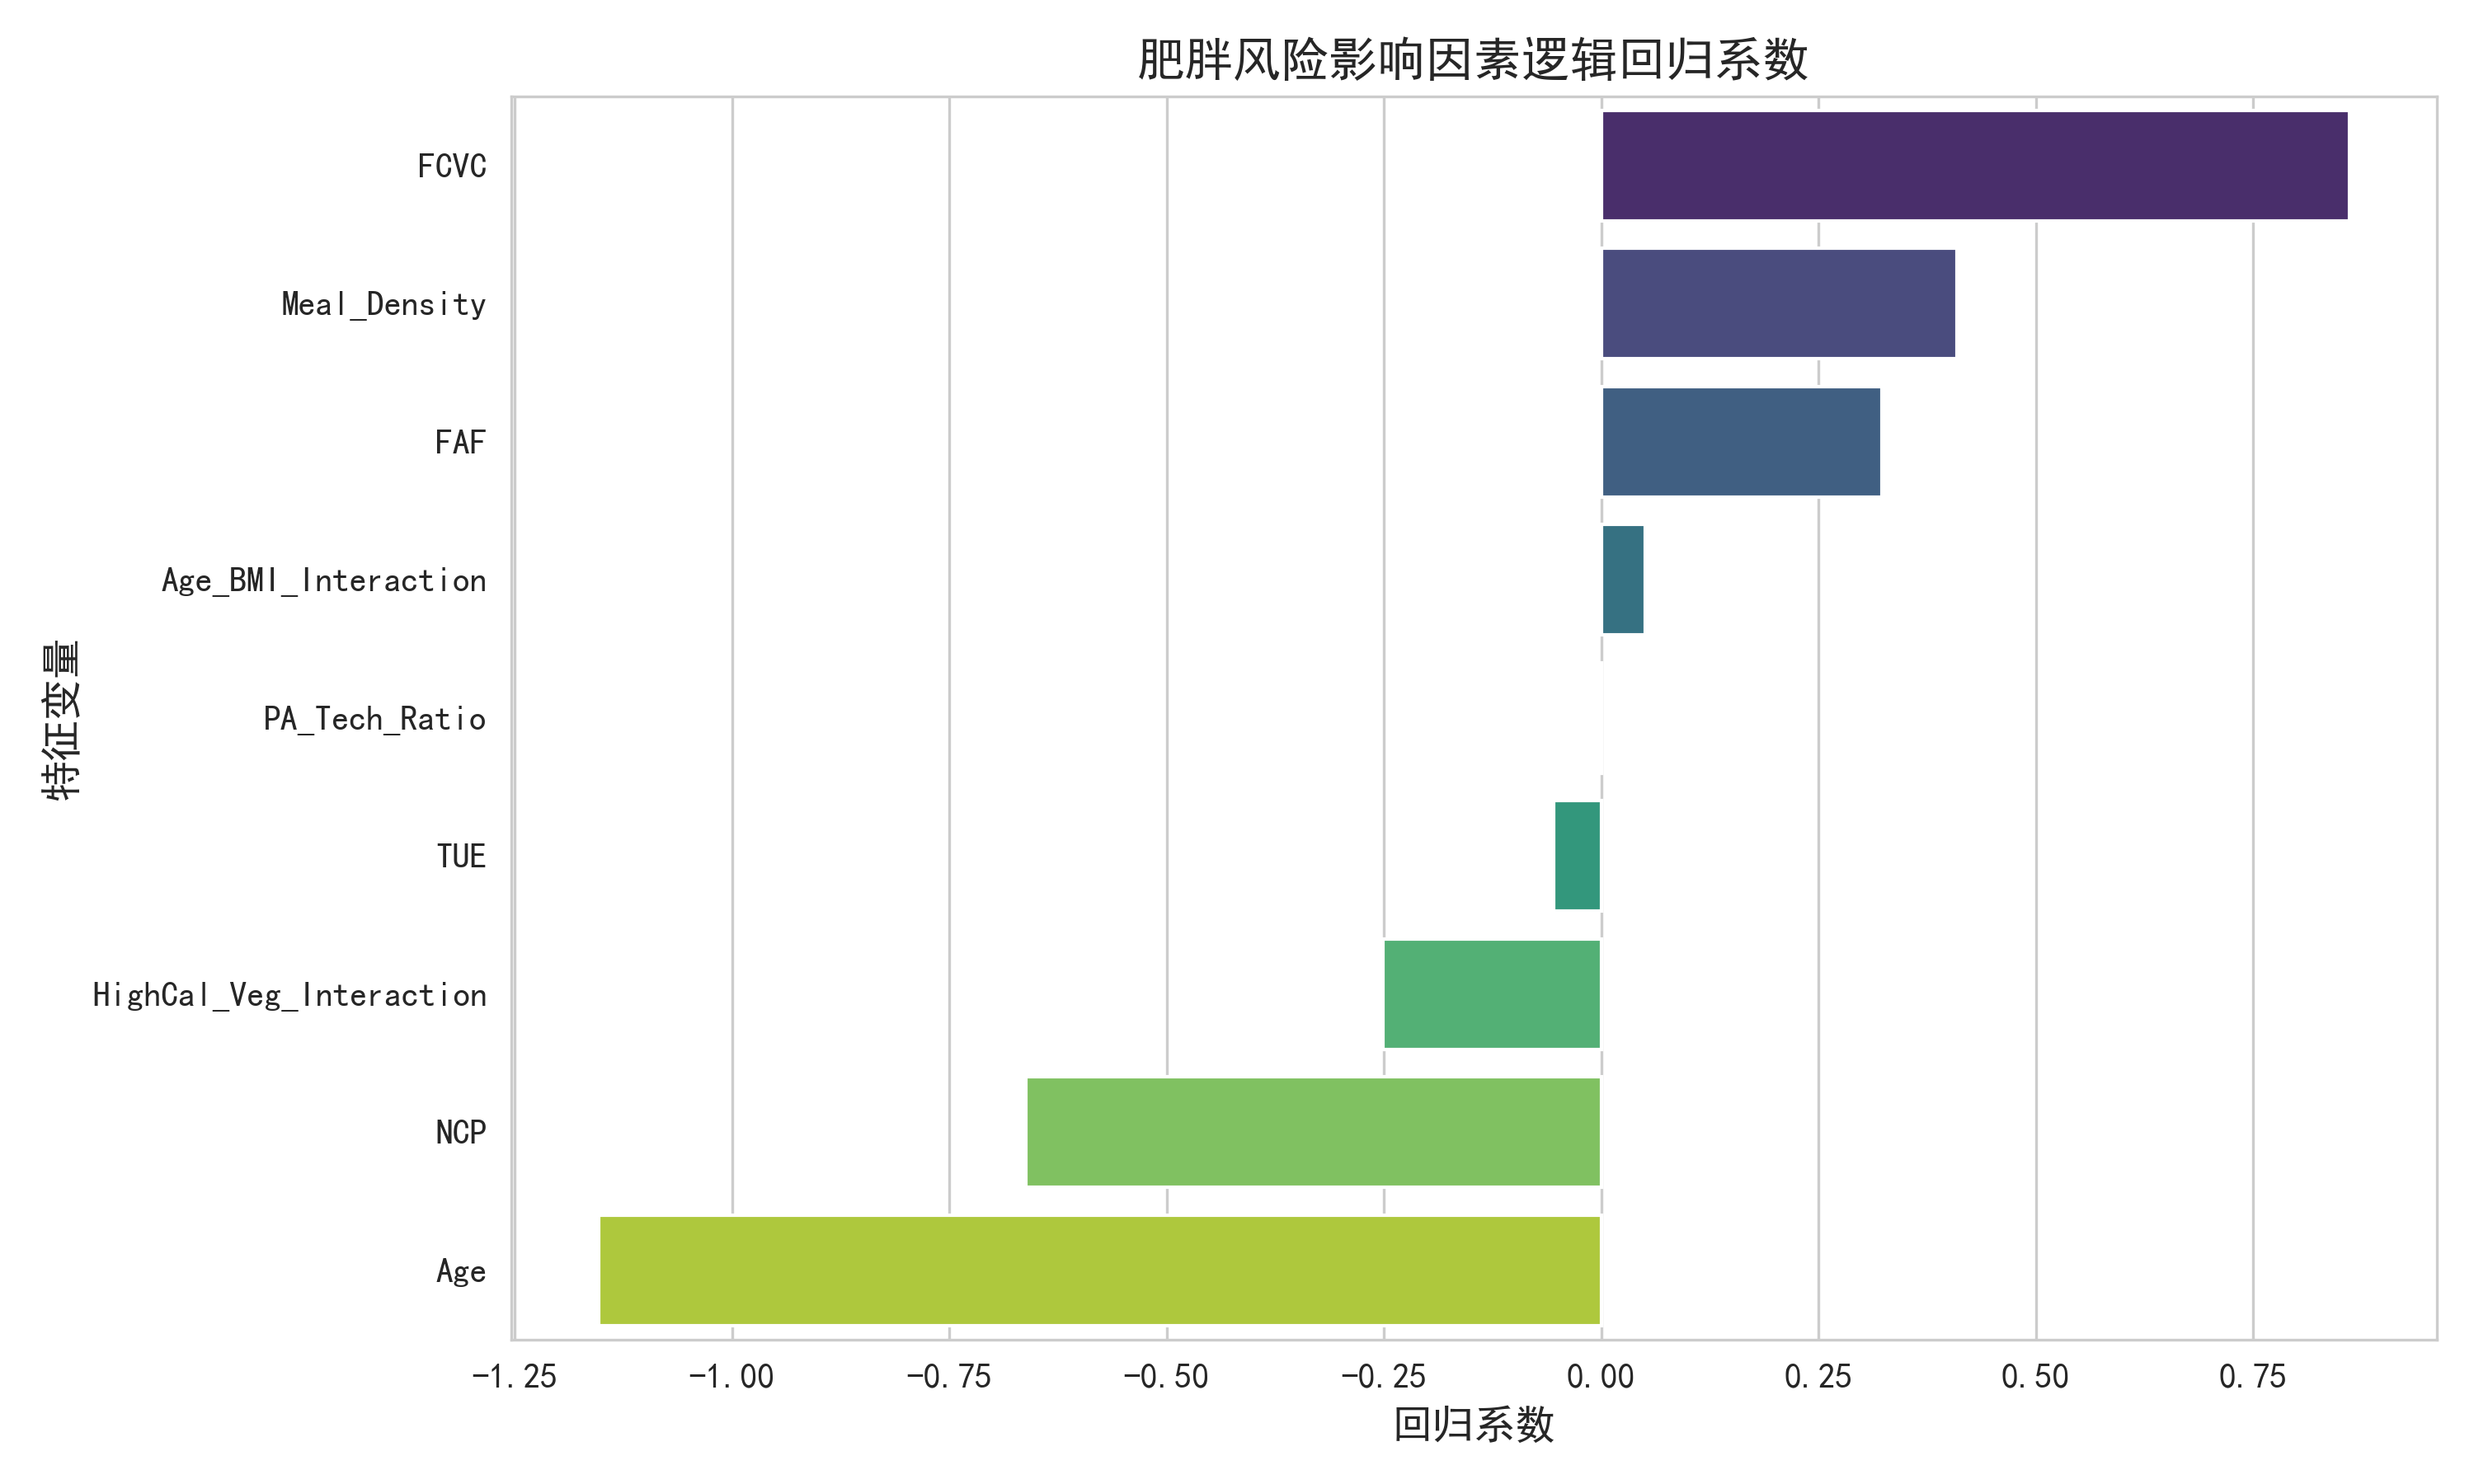 肥胖风险影响因素逻辑回归系数
特征变量
FCVC
Meal_Density
FAF
Age_BMI_Interaction
PA_Tech_Ratio
TUE
HighCal_Veg_Interaction
NCP
Age
-1.25 -1.00 -0.75 -0.50 -0.25 0.00 0.25 0.50 0.75
回归系数